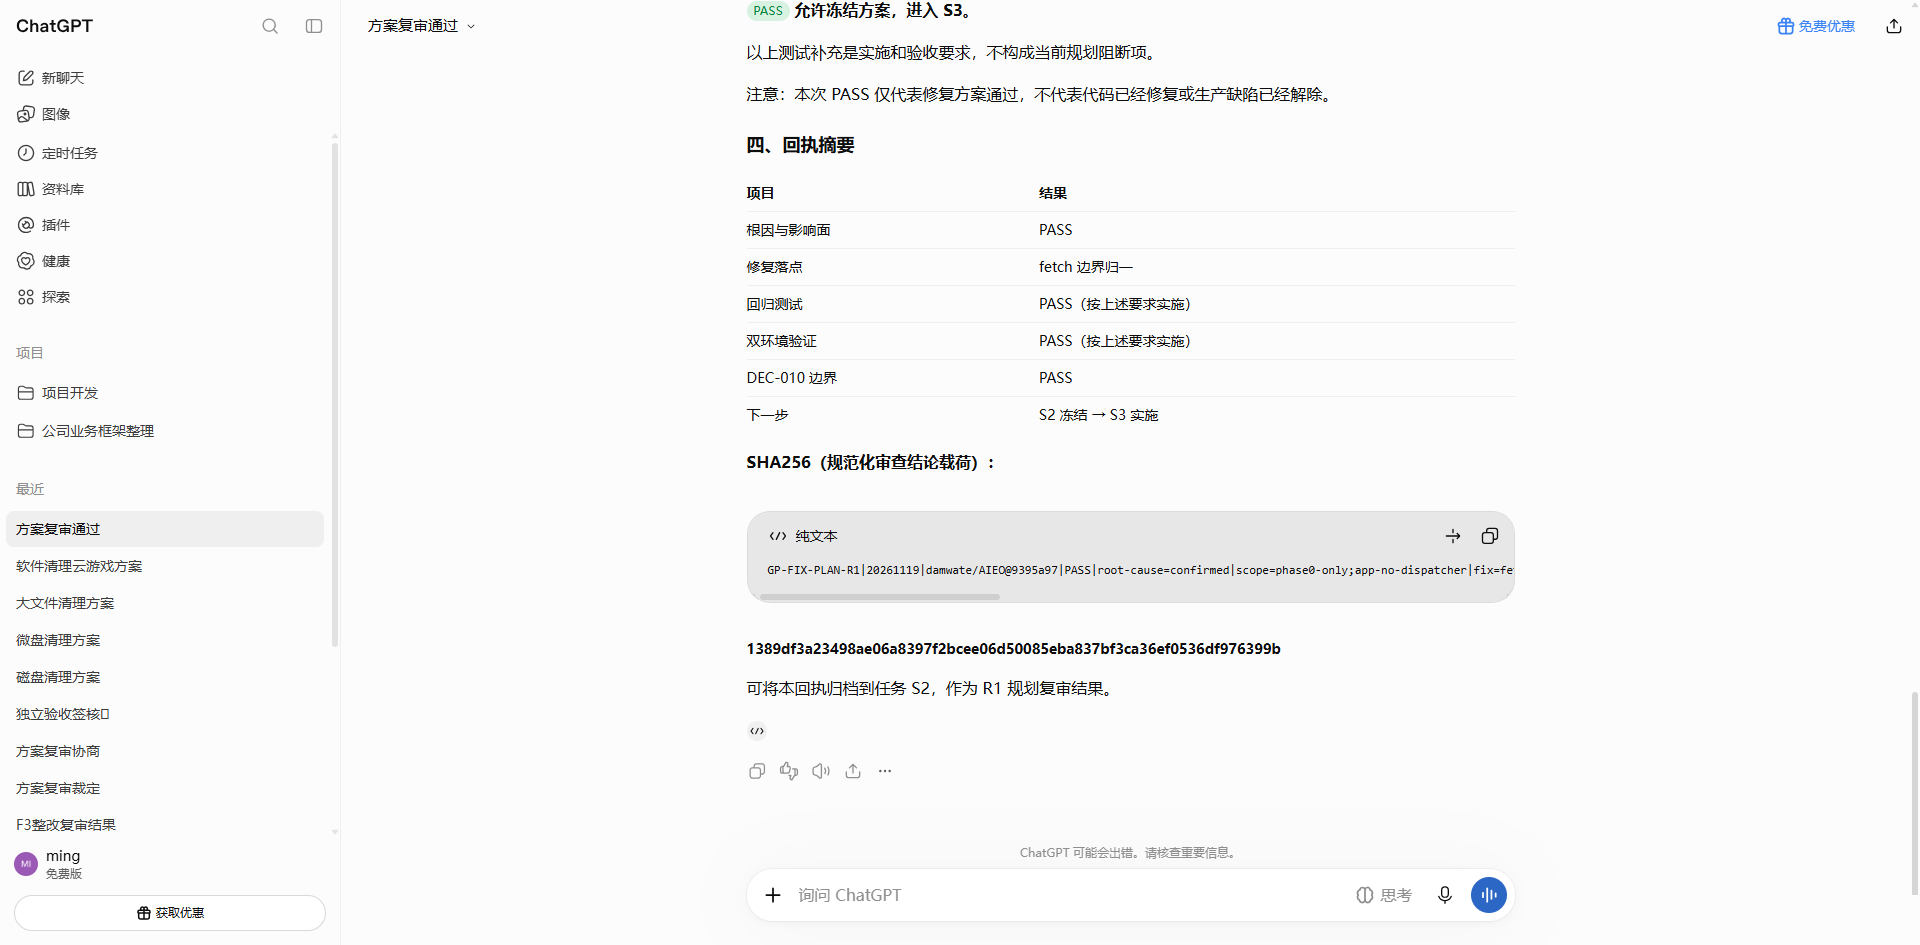 ChatGPT
新聊天
图像
定时任务
资料库
插件
健康
探索
项目
项目开发
公司业务框架整理
最近
方案复审通过
软件清理云游戏方案
大文件清理方案
微盘清理方案
磁盘清理方案
独立验收签核
方案复审协商
方案复审裁定
F3整改复审结果
MI
ming
免费版
获取优惠
方案复审通过
免费优惠
PASS 允许冻结方案，进入 S3。
以上测试补充是实施和验收要求，不构成当前规划阻断项。
注意：本次 PASS 仅代表修复方案通过，不代表代码已经修复或生产缺陷已经解除。
四、回执摘要
项目 结果
根因与影响面 PASS
修复落点 fetch 边界归一
回归测试 PASS（按上述要求实施）
双环境验证 PASS（按上述要求实施）
DEC-010 边界 PASS
下一步 S2 冻结 → S3 实施
SHA256（规范化审查结论载荷）:
纯文本
GP-FIX-PLAN-R1|20261119|damwate/AIEO@9395a97|PASS|root-cause=confirmed|scope=phase0-only;app-no-dispatcher|fix=fe
1389df3a23498ae06a8397f2bcee06d50085eba837bf3ca36ef0536df976399b
可将本回执归档到任务 S2，作为 R1 规划复审结果。
ChatGPT 可能会出错。请核查重要信息。
询问 ChatGPT
思考